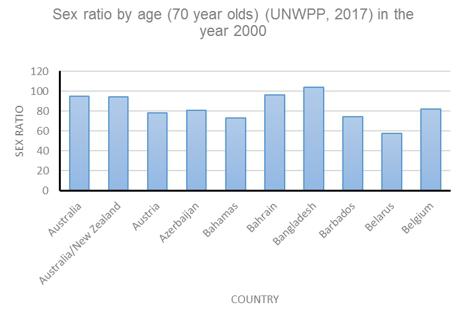 Sex ratio by age (70 year olds) (UNWPP, 2017) in the
year 2000
120
100
80
60
40
20
0
SEX RATIO
Australia
Australia/New Zealand
Austria
Azerbaijan
Bahamas
Bahrain
Bangladesh
Barbados
Belarus
Belgium
COUNTRY